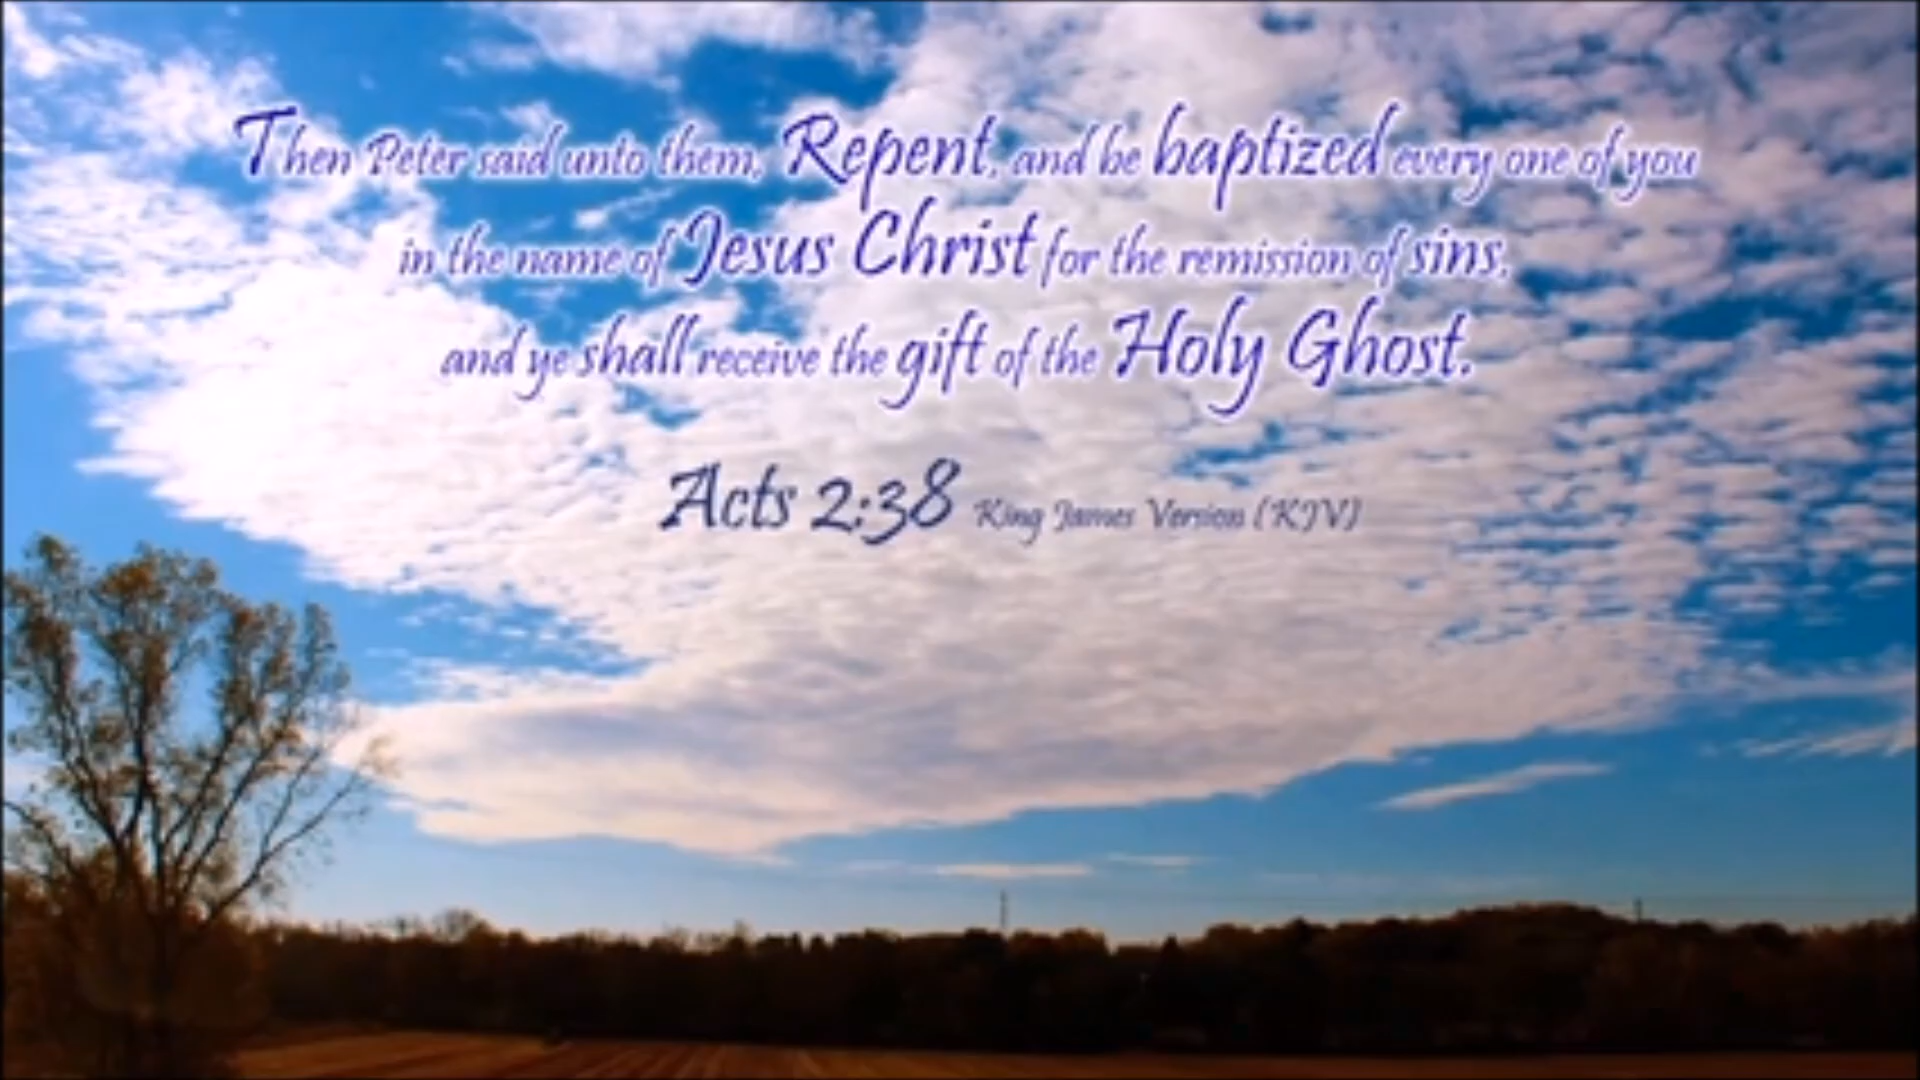 Then Peter said unto them, Repent, and be baptized every one of you
in the name of Jesus Christ for the remission of sins,
and ye shall receive the gift of the Holy Ghost.
Acts 2:38 King James Version (KJV)